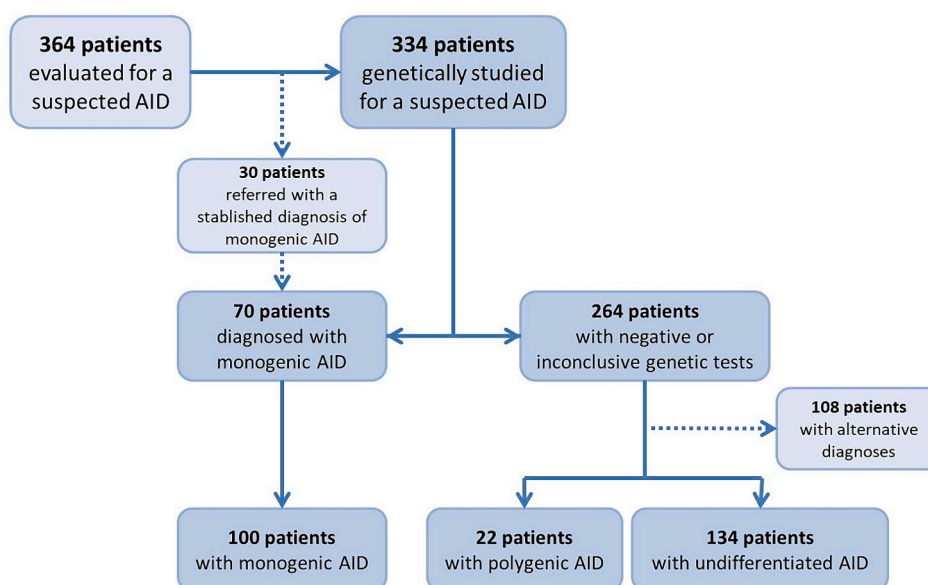 364 patients
evaluated for a
suspected AID
334 patients
genetically studied
for a suspected AID
30 patients
referred with a
stablished diagnosis of
monogenic AID
70 patients
diagnosed with
monogenic AID
264 patients
with negative or
inconclusive genetic tests
108 patients
with alternative
diagnoses
100 patients
with monogenic AID
22 patients
with polygenic AID
134 patients
with undifferentiated AID